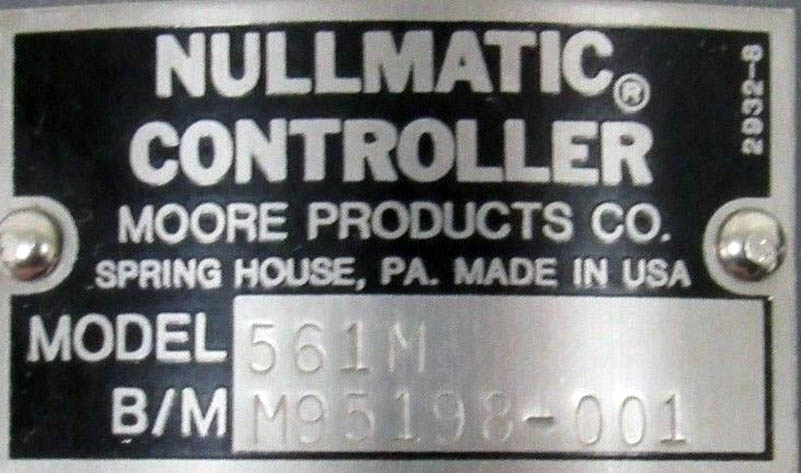 NULLMATIC®
CONTROLLER
MOORE PRODUCTS CO.
SPRING HOUSE, PA. MADE IN USA
MODEL 561M
B/M M95198-001
2932-8